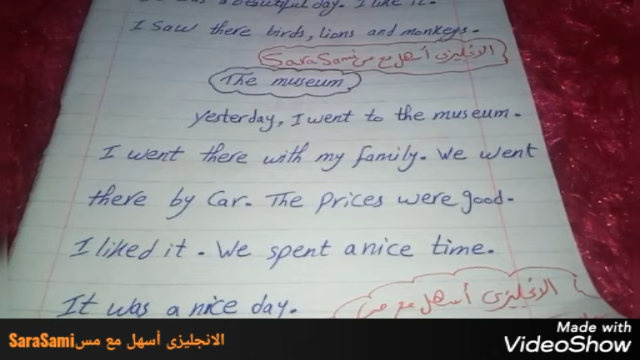 a beautiful day. I like it.
I saw there birds, lions and monkeys.
الانجليزى أسهل مع مس SaraSami
The museum
yesterday, I went to the museum.
I went there with my family. We went
there by Car. The prices were good.
I liked it. We spent a nice time.
It was a nice day.
الانجليزى أسهل مع مس
الانجليزى أسهل مع مس SaraSami
Made with
VideoShow